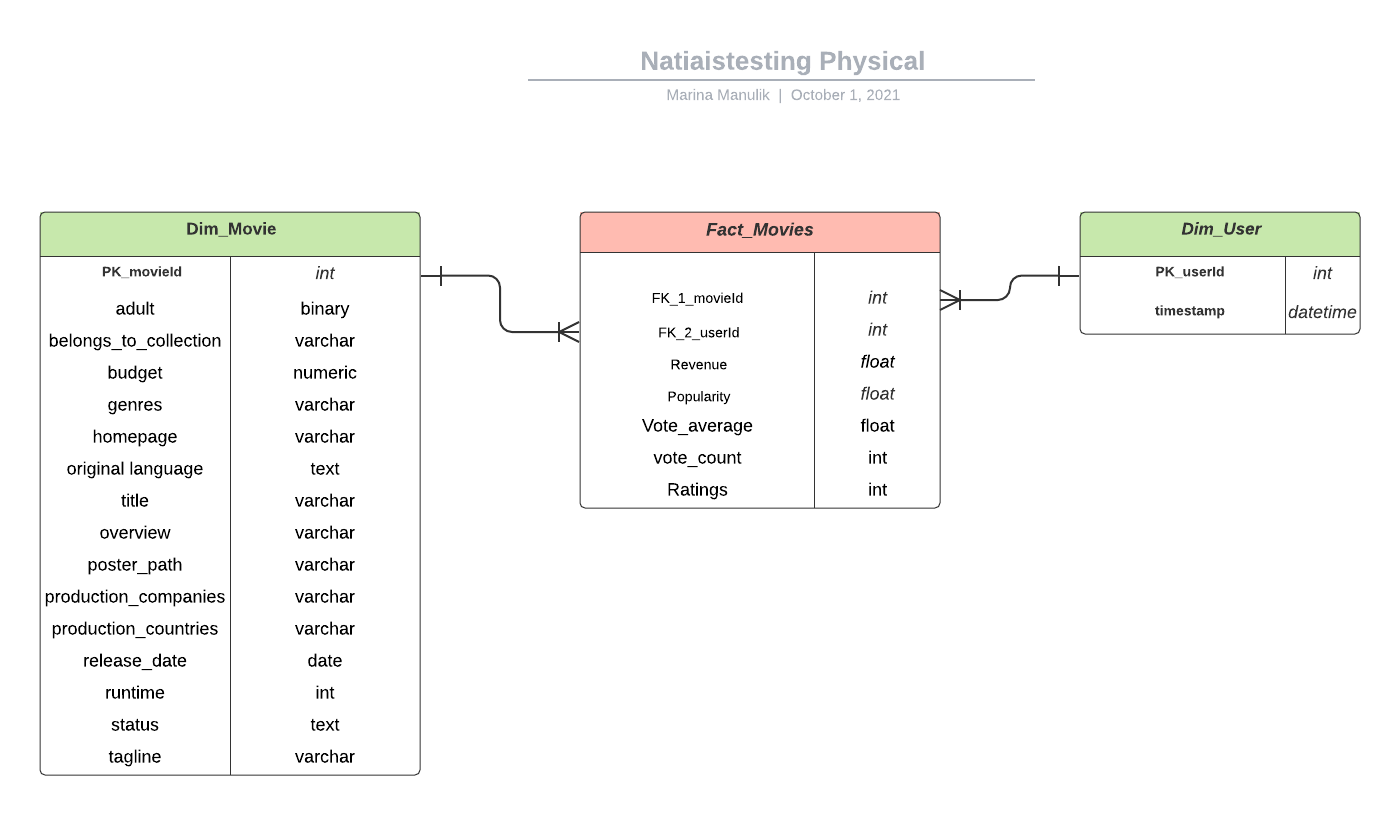 Natiaistesting Physical
Marina Manulik | October 1, 2021
Dim_Movie
PK_movieId int
adult binary
belongs_to_collection varchar
budget numeric
genres varchar
homepage varchar
original language text
title varchar
overview varchar
poster_path varchar
production_companies varchar
production_countries varchar
release_date date
runtime int
status text
tagline varchar
Fact_Movies
FK_1_movieId int
FK_2_userId int
Revenue float
Popularity float
Vote_average float
vote_count int
Ratings int
Dim_User
PK_userId int
timestamp datetime